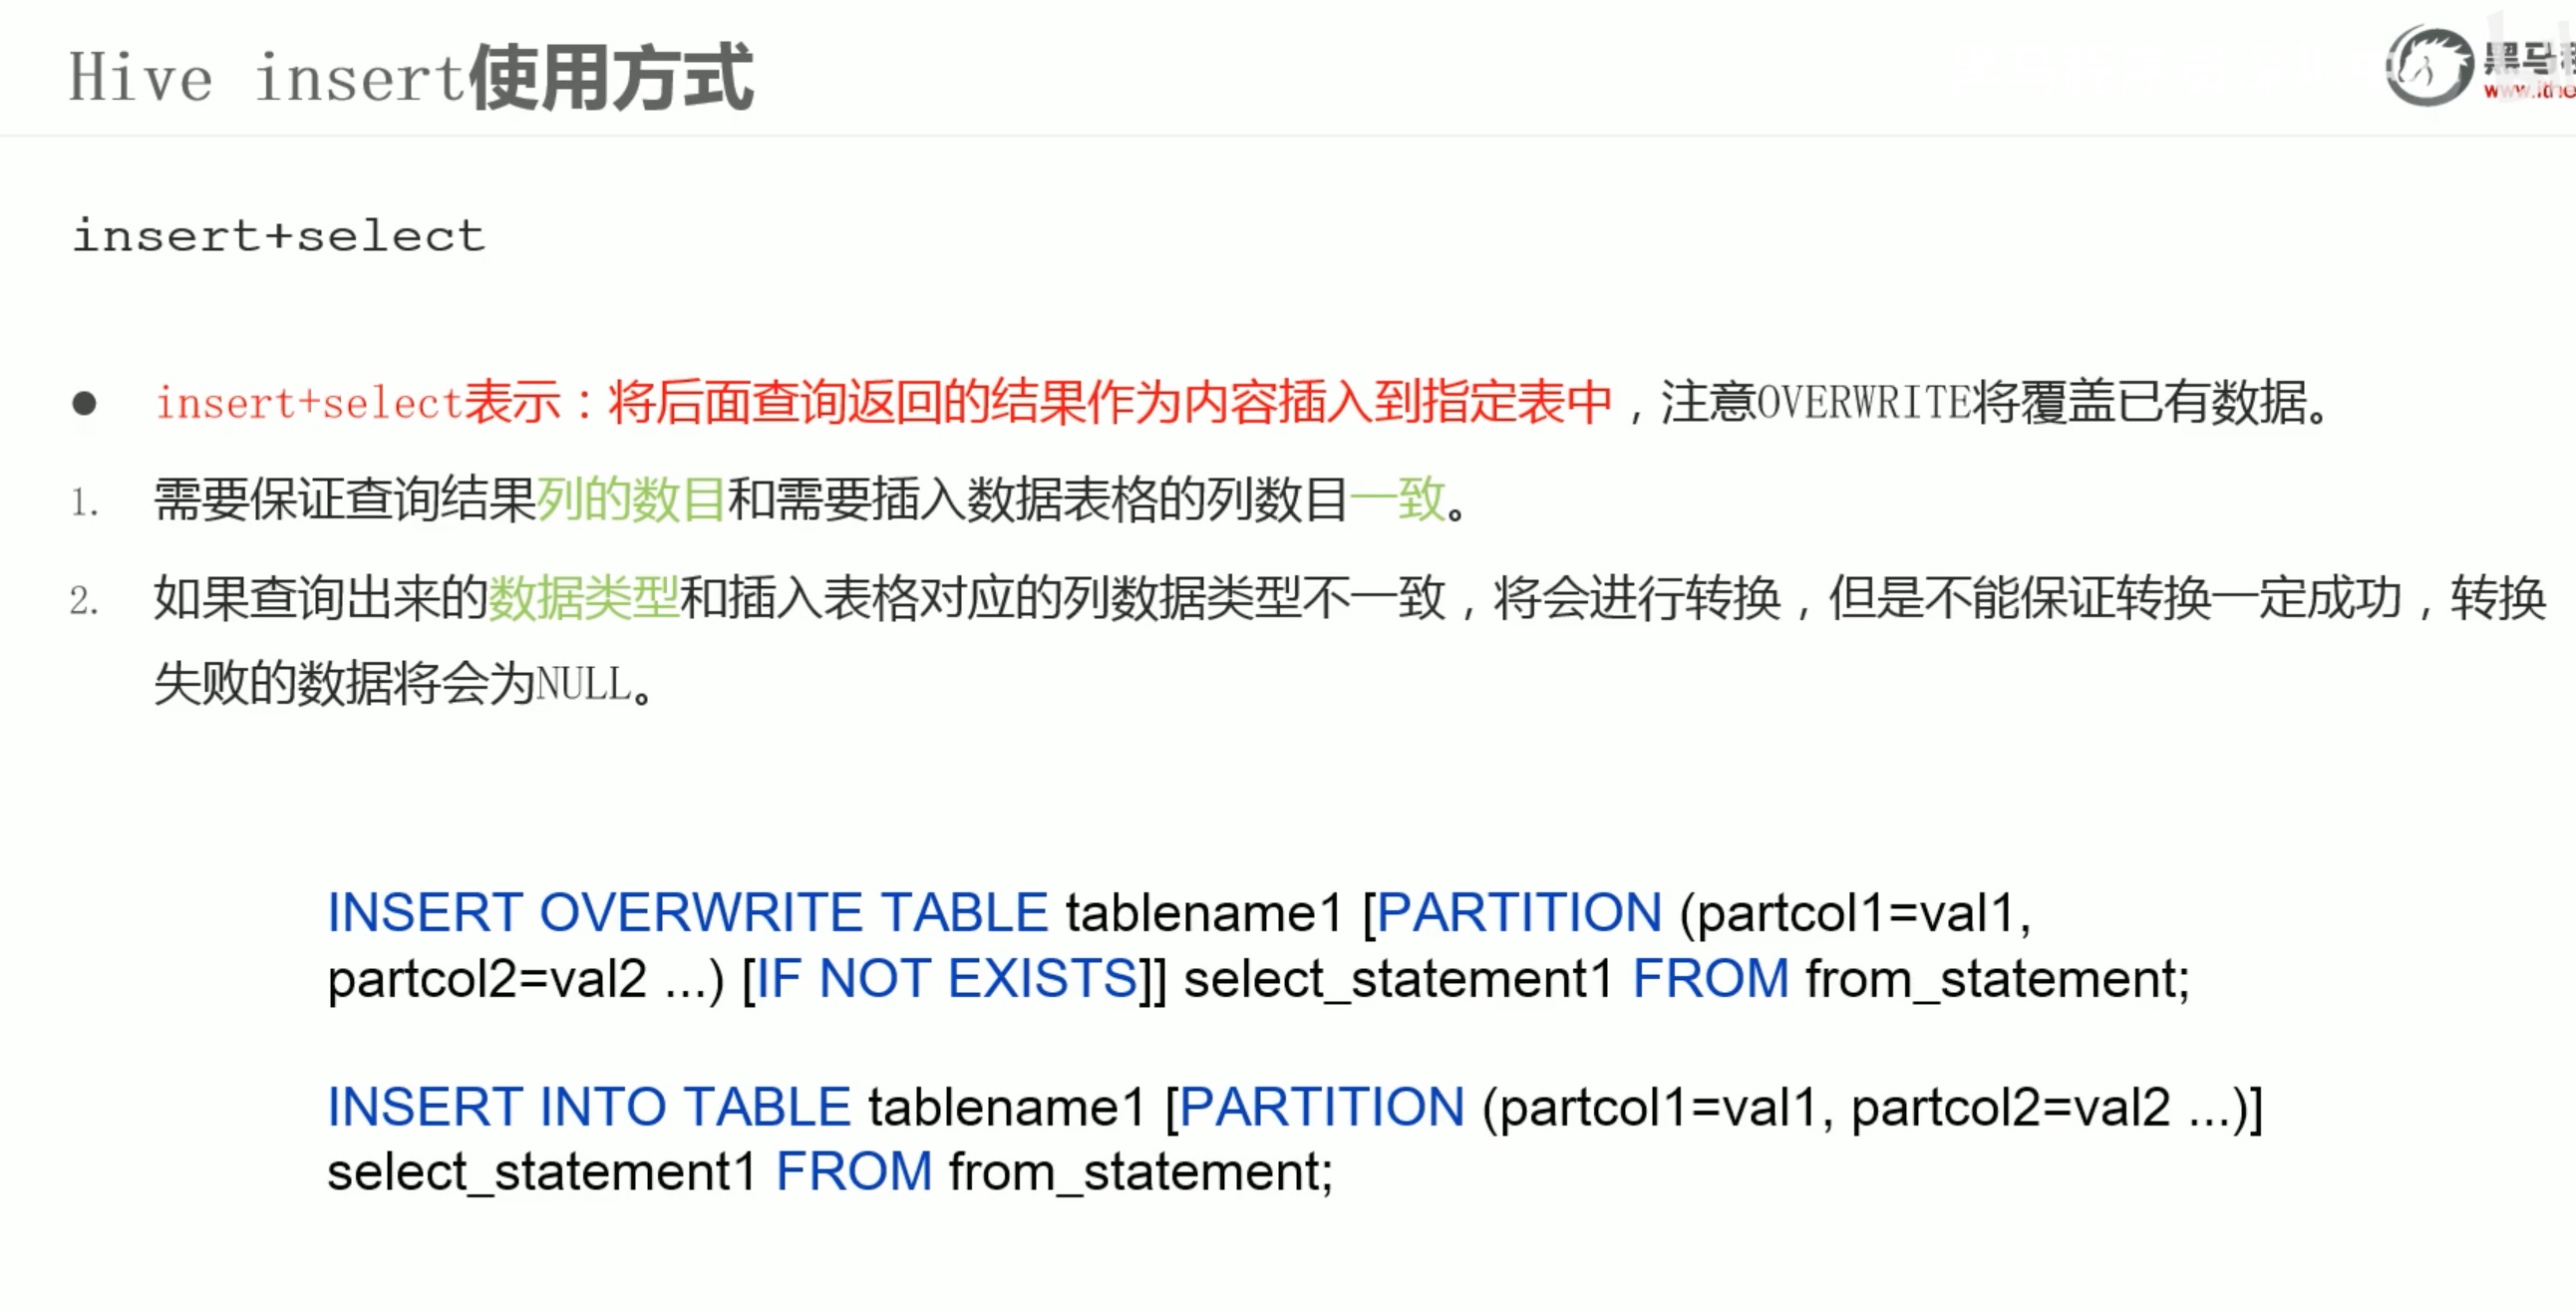 Hive insert使用方式
黑马
insert+select
● insert+select表示：将后面查询返回的结果作为内容插入到指定表中，注意OVERWRITE将覆盖已有数据。
1. 需要保证查询结果列的数目和需要插入数据表格的列数目一致。
2. 如果查询出来的数据类型和插入表格对应的列数据类型不一致，将会进行转换，但是不能保证转换一定成功，转换
失败的数据将会为NULL。
INSERT OVERWRITE TABLE tablename1 [PARTITION (partcol1=val1,
partcol2=val2 ...) [IF NOT EXISTS]] select_statement1 FROM from_statement;
INSERT INTO TABLE tablename1 [PARTITION (partcol1=val1, partcol2=val2 ...)]
select_statement1 FROM from_statement;